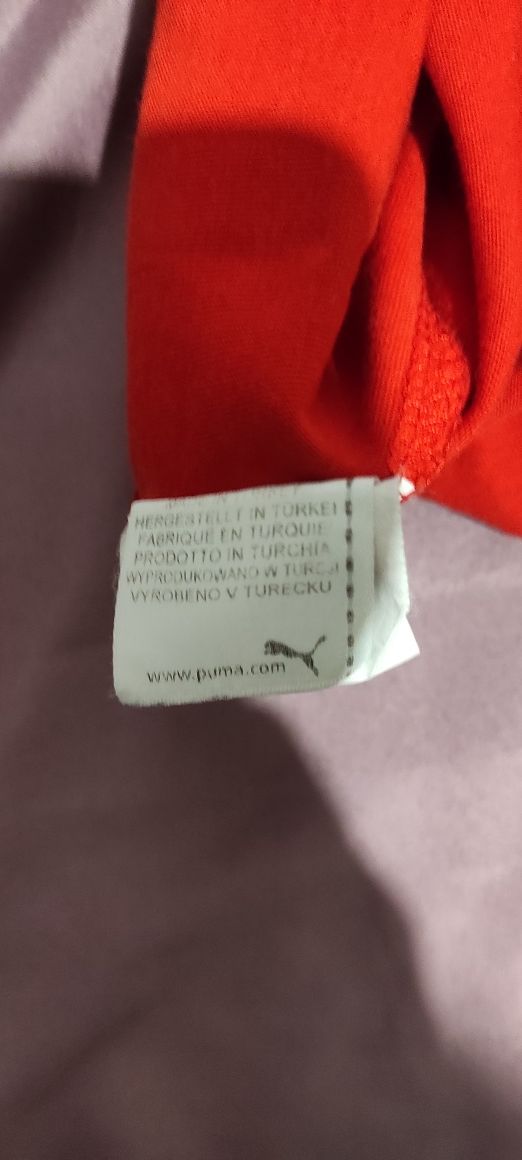 HERGESTELLT IN TÜRKEI
FABRIQUE EN TURQUIE
PRODOTTO IN TURCHIA
WYPRODUKOWANO W TURCJI
VYROBENO V TURECKU
www.puma.com